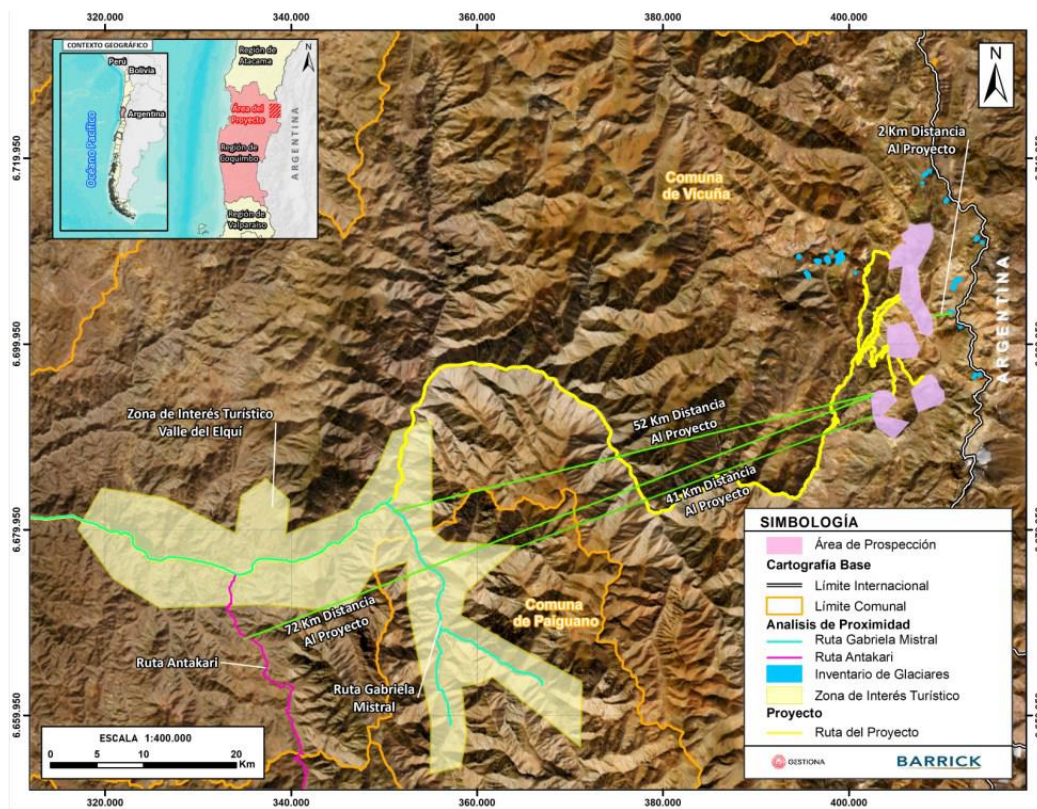 320.000
340.000
360.000
380.000
400.000
CONTEXTO GEOGRÁFICO
Perú
Bolivia
Argentina
Océano Pacífico
N
Región de
Atacama
Área del
Proyecto
Región de
Coquimbo
ARGENTINA
Región de
Valparaíso
N
2 Km Distancia
Al Proyecto
6.719.950
Comuna
de Vicuña
ARGENTINA
6.699.950
Zona de Interés Turístico
Valle del Elquí
52 Km Distancia
Al Proyecto
41 Km Distancia
Al Proyecto
6.679.950
72 Km Distancia
Al Proyecto
Comuna
de Paiguano
Ruta Antakari
Ruta Gabriela
Mistral
6.659.950
ESCALA 1:400.000
0 5 10 20
Km
SIMBOLOGÍA
Área de Prospección
Cartografía Base
Límite Internacional
Límite Comunal
Analisis de Proximidad
Ruta Gabriela Mistral
Ruta Antakari
Inventario de Glaciares
Zona de Interés Turístico
Proyecto
Ruta del Proyecto
GESTIONA
BARRICK
320.000
340.000
360.000
380.000
400.000